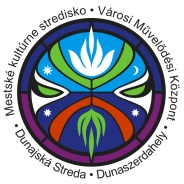 Mestské kultúrne stredisko • Városi Művelődési Központ
• Dunajská Streda • Dunaszerdahely •